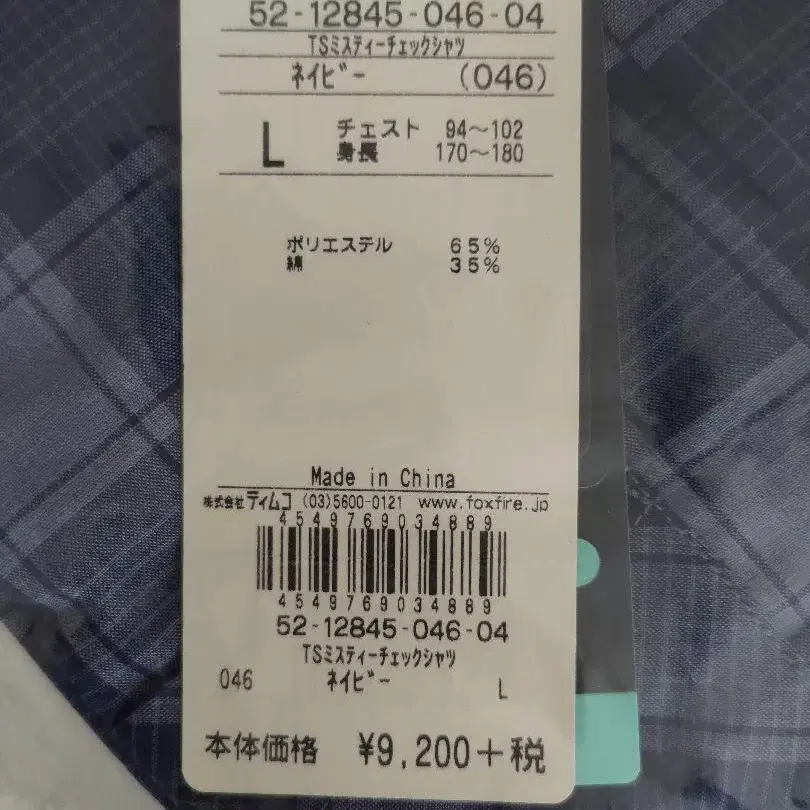 52-12845-046-04
TSミスティーチェックシャツ
ネイビー (046)
L チェスト 94～102
身長 170～180
ポリエステル 65%
綿 35%
Made in China
株式会社ティムコ (03)5600-0121 www.foxfire.jp
4549769034889
4549769034889
52-12845-046-04
TSミスティーチェックシャツ
046 ネイビー L
本体価格 ¥9,200+税